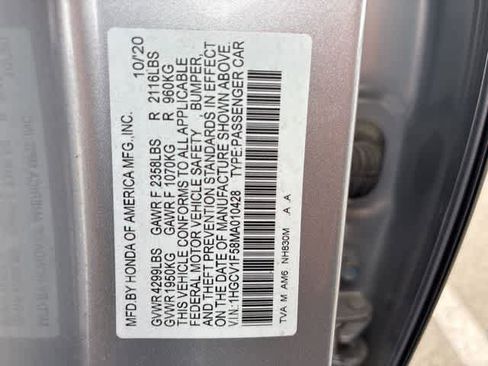 MFD BY HONDA OF AMERICA MFG.,INC. 10/20
GVWR 4299LBS GAWR F 2358LBS R 2116LBS
GVWR 1950KG GAWR F 1070KG R 960KG
THIS VEHICLE CONFORMS TO ALL APPLICABLE
FEDERAL MOTOR VEHICLE SAFETY, BUMPER,
AND THEFT PREVENTION STANDARDS IN EFFECT
ON THE DATE OF MANUFACTURE SHOWN ABOVE.
V.I.N: 1HGCV1F58MA010428 TYPE:PASSENGER CAR
TVA M AM6 NH830M A A